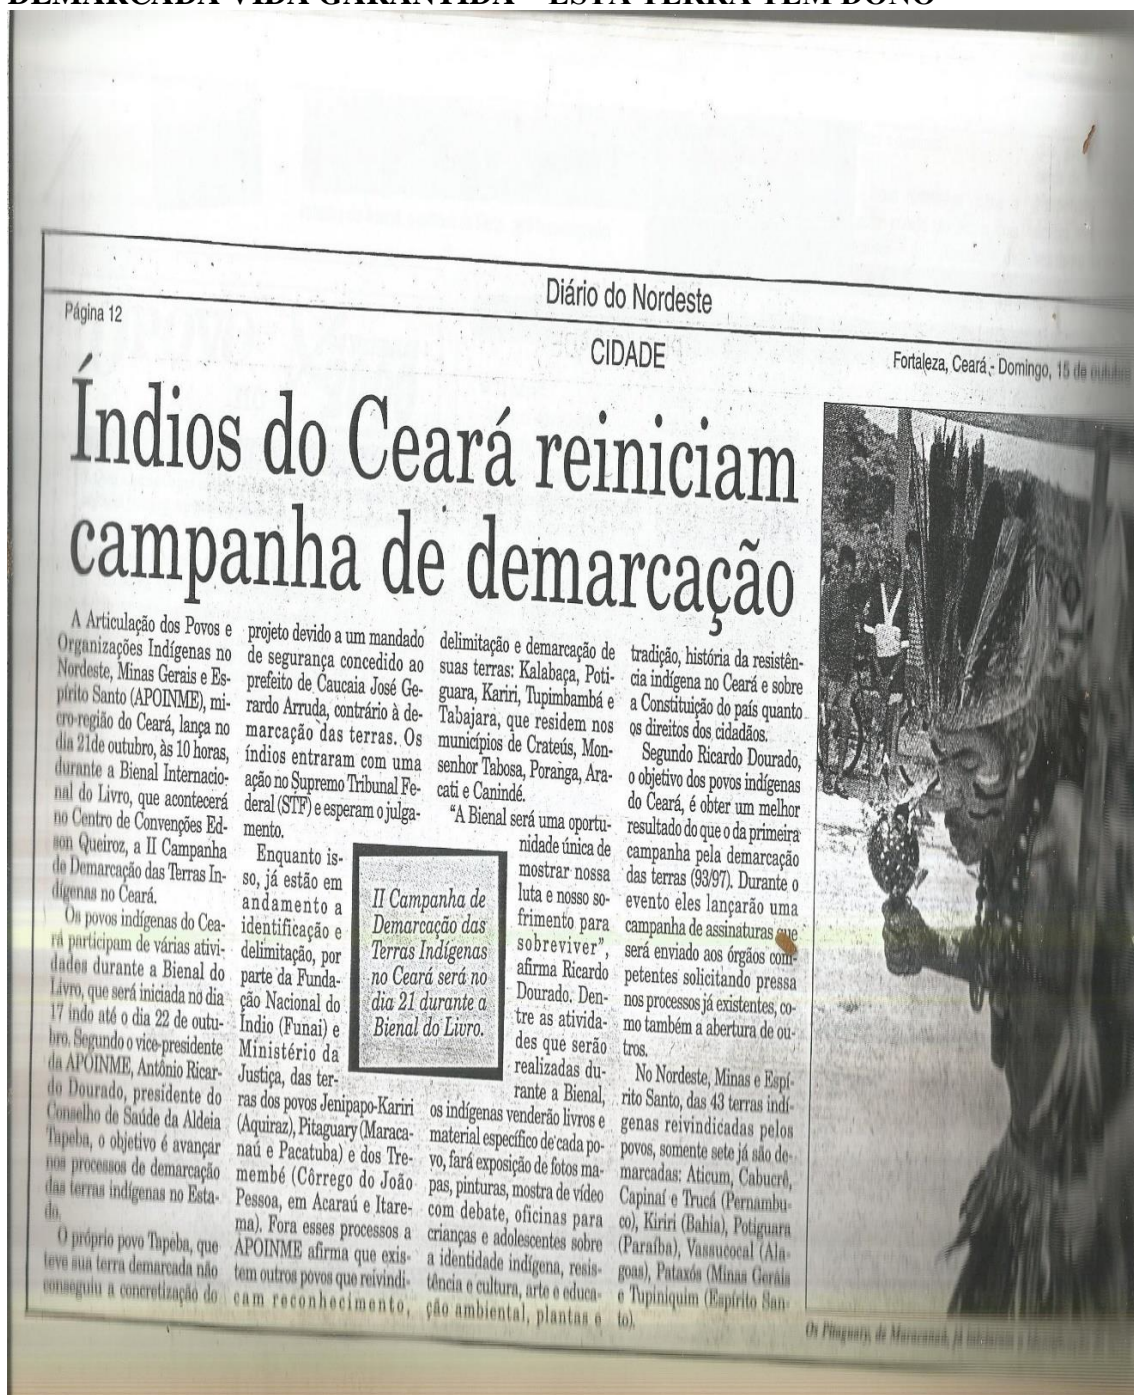 DEMARCADA VIDA GARANTIDA – ESTA TERRA TEM DONO
Diário do Nordeste
Página 12
CIDADE
Fortaleza, Ceará - Domingo, 15 de outubro
Índios do Ceará reiniciam
campanha de demarcação
A Articulação dos Povos e
Organizações Indígenas no
Nordeste, Minas Gerais e Es-
pírito Santo (APOINME), mi-
cro-região do Ceará, lança no
dia 21de outubro, às 10 horas,
durante a Bienal Internacio-
nal do Livro, que acontecerá
no Centro de Convenções Ed-
son Queiroz, a II Campanha
de Demarcação das Terras In-
dígenas no Ceará.
Os povos indígenas do Cea-
rá participam de várias ativi-
dades durante a Bienal do
Livro, que será iniciada no dia
17 indo até o dia 22 de outu-
bro. Segundo o vice-presidente
da APOINME, Antônio Ricar-
do Dourado, presidente do
Conselho de Saúde da Aldeia
Tapeba, o objetivo é avançar
nos processos de demarcação
das terras indígenas no Esta-
do.
O próprio povo Tapeba, que
teve sua terra demarcada não
conseguiu a concretização do
projeto devido a um mandado
de segurança concedido ao
prefeito de Caucaia José Ge-
rardo Arruda, contrário à de-
marcação das terras. Os
índios entraram com uma
ação no Supremo Tribunal Fe-
deral (STF) e esperam o julga-
mento.
Enquanto is-
so, já estão em
andamento a
identificação e
delimitação, por
parte da Funda-
ção Nacional do
Índio (Funai) e
Ministério da
Justiça, das ter-
ras dos povos Jenipapo-Kariri
(Aquiraz), Pitaguary (Maraca-
naú e Pacatuba) e dos Tre-
membé (Córrego do João
Pessoa, em Acaraú e Itare-
ma). Fora esses processos a
APOINME afirma que exis-
tem outros povos que reivindi-
cam reconhecimento,
II Campanha de
Demarcação das
Terras Indígenas
no Ceará será no
dia 21 durante a
Bienal do Livro.
delimitação e demarcação de
suas terras: Kalabaça, Poti-
guara, Kariri, Tupimbambá e
Tabajara, que residem nos
municípios de Crateús, Mon-
senhor Tabosa, Poranga, Ara-
cati e Canindé.
"A Bienal será uma oportu-
nidade única de
mostrar nossa
luta e nosso so-
frimento para
sobreviver",
afirma Ricardo
Dourado. Den-
tre as ativida-
des que serão
realizadas du-
rante a Bienal,
os indígenas venderão livros e
material específico de cada po-
vo, fará exposição de fotos ma-
pas, pinturas, mostra de vídeo
com debate, oficinas para
crianças e adolescentes sobre
a identidade indígena, resis-
tência e cultura, arte e educa-
ção ambiental, plantas e
tradição, história da resistên-
cia indígena no Ceará e sobre
a Constituição do país quanto
os direitos dos cidadãos.
Segundo Ricardo Dourado,
o objetivo dos povos indígenas
do Ceará, é obter um melhor
resultado do que o da primeira
campanha pela demarcação
das terras (93/97). Durante o
evento eles lançarão uma
campanha de assinaturas que
será enviado aos órgãos com-
petentes solicitando pressa
nos processos já existentes, co-
mo também a abertura de ou-
tros.
No Nordeste, Minas e Espí-
rito Santo, das 43 terras indí-
genas reivindicadas pelos
povos, somente sete já são de-
marcadas: Aticum, Cabucrê,
Capinaí e Trucá (Pernambu-
co), Kiriri (Bahia), Potiguara
(Paraíba), Vassucocal (Ala-
goas), Pataxós (Minas Gerais
e Tupiniquim (Espírito San-
to).
Os Pitaguary, de Maracanaú, já